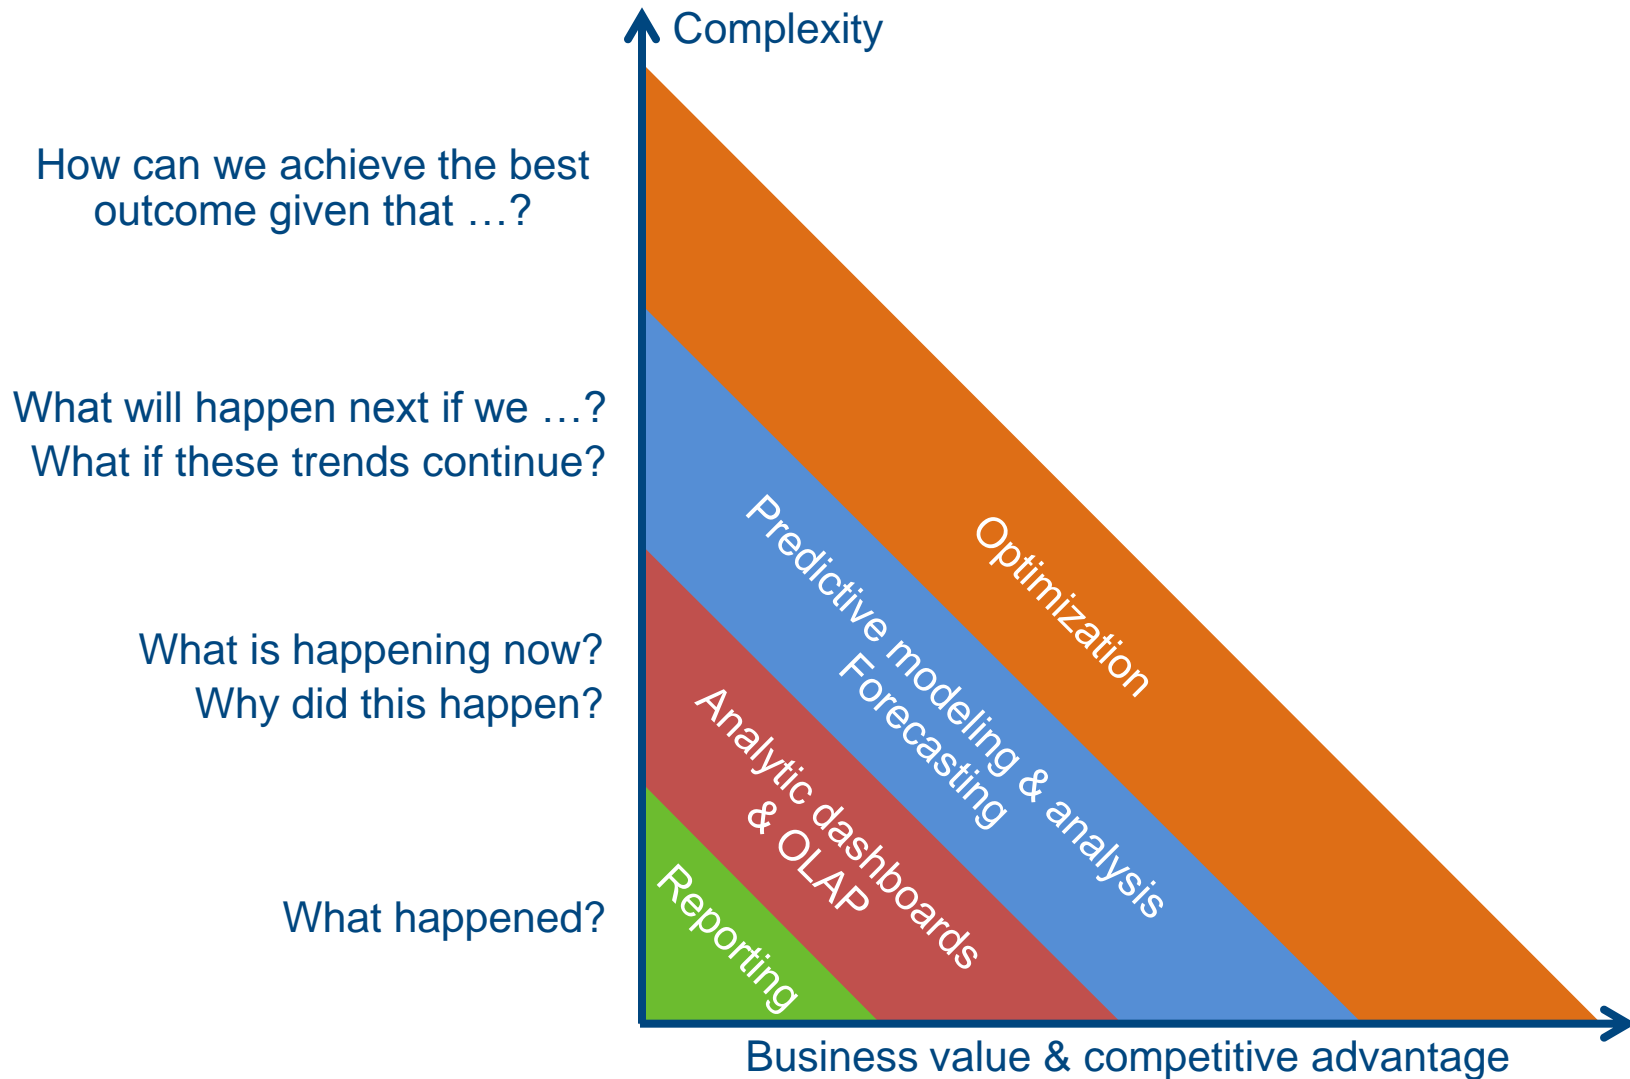 Complexity
How can we achieve the best
outcome given that …?
What will happen next if we …?
What if these trends continue?
What is happening now?
Why did this happen?
What happened?
Optimization
Predictive modeling & analysis
Forecasting
Analytic dashboards
& OLAP
Reporting
Business value & competitive advantage